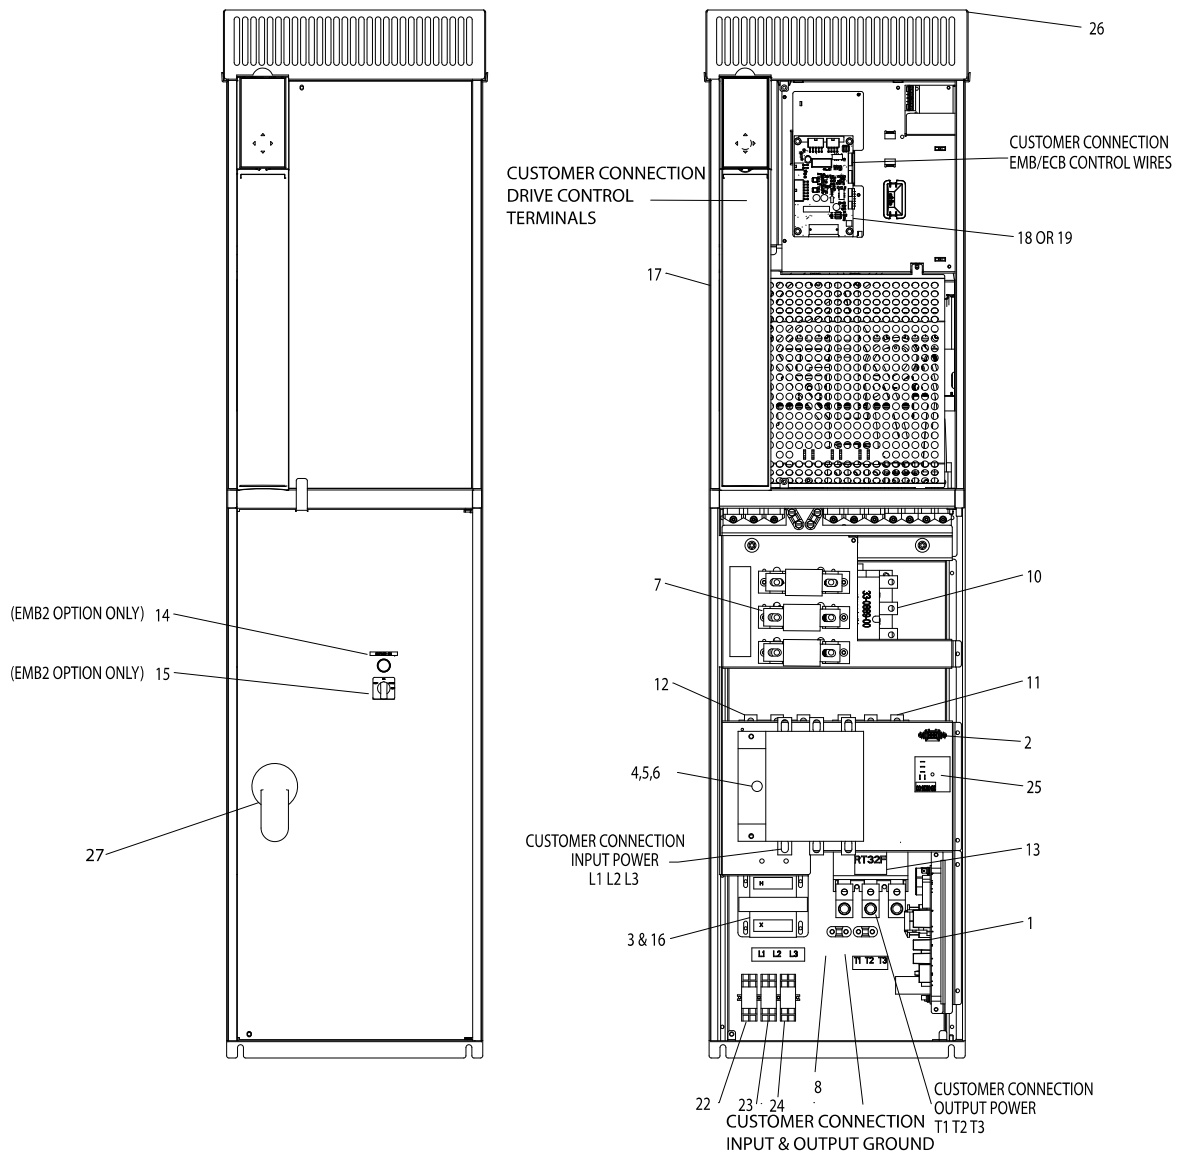 26
CUSTOMER CONNECTION
EMB/ECB CONTROL WIRES
CUSTOMER CONNECTION
DRIVE CONTROL
TERMINALS
18 OR 19
17
7
10
33-0669-00
(EMB2 OPTION ONLY) 14
(EMB2 OPTION ONLY) 15
12
11
2
4,5,6
25
27
CUSTOMER CONNECTION
INPUT POWER
L1 L2 L3
RT32F
13
H
X
3 & 16
1
L1 L2 L3
T1 T2 T3
8
22
23
24
CUSTOMER CONNECTION
OUTPUT POWER
T1 T2 T3
CUSTOMER CONNECTION
INPUT & OUTPUT GROUND